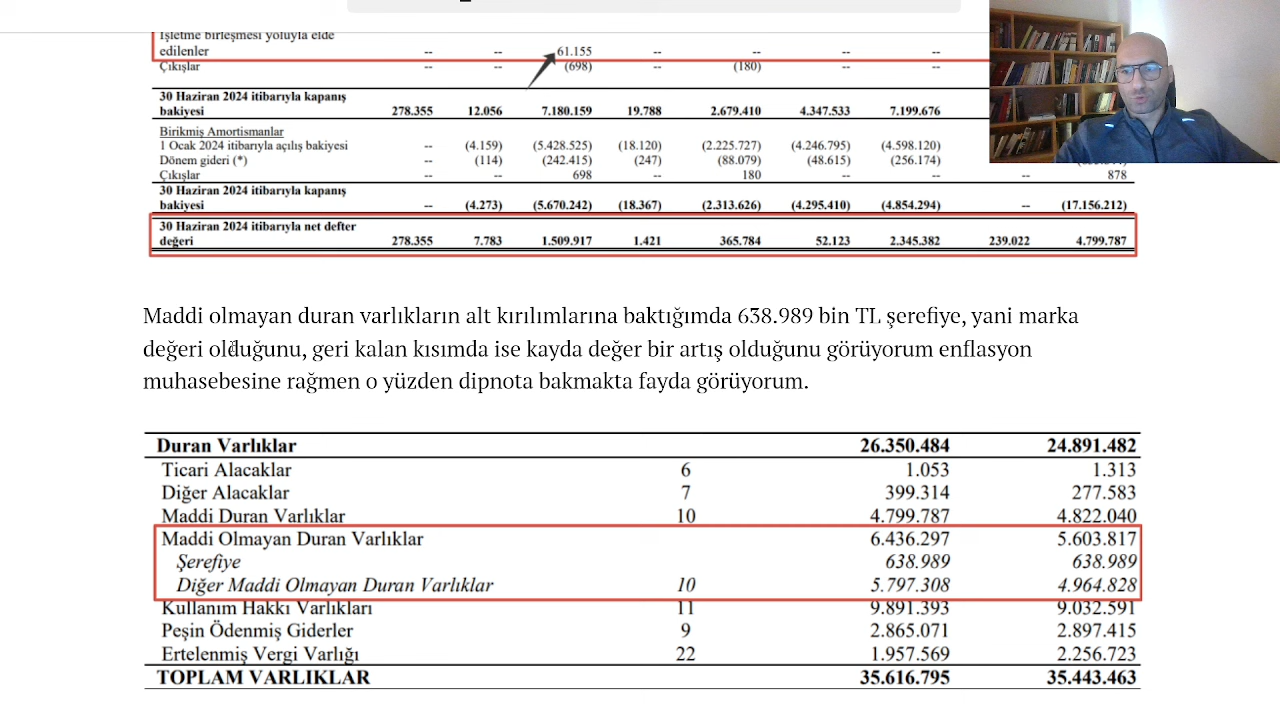 İşletme birleşmesi yoluyla elde
edilenler -- -- 61.155 -- -- -- --
Çıkışlar -- -- (698) -- (180) -- --
30 Haziran 2024 itibarıyla kapanış
bakiyesi 278.355 12.056 7.180.159 19.788 2.679.410 4.347.533 7.199.676
Birikmiş Amortismanlar
1 Ocak 2024 itibarıyla açılış bakiyesi -- (4.159) (5.428.525) (18.120) (2.225.727) (4.246.795) (4.598.120)
Dönem gideri (*) -- (114) (242.415) (247) (88.079) (48.615) (256.174)
Çıkışlar -- -- 698 -- 180 -- -- -- 878
30 Haziran 2024 itibarıyla kapanış
bakiyesi -- (4.273) (5.670.242) (18.367) (2.313.626) (4.295.410) (4.854.294) -- (17.156.212)
30 Haziran 2024 itibarıyla net defter
değeri 278.355 7.783 1.509.917 1.421 365.784 52.123 2.345.382 239.022 4.799.787
Maddi olmayan duran varlıkların alt kırılımlarına baktığımda 638.989 bin TL şerefiye, yani marka
değeri olduğunu, geri kalan kısımda ise kayda değer bir artış olduğunu görüyorum enflasyon
muhasebesine rağmen o yüzden dipnota bakmakta fayda görüyorum.
Duran Varlıklar 26.350.484 24.891.482
Ticari Alacaklar 6 1.053 1.313
Diğer Alacaklar 7 399.314 277.583
Maddi Duran Varlıklar 10 4.799.787 4.822.040
Maddi Olmayan Duran Varlıklar 6.436.297 5.603.817
Şerefiye 638.989 638.989
Diğer Maddi Olmayan Duran Varlıklar 10 5.797.308 4.964.828
Kullanım Hakkı Varlıkları 11 9.891.393 9.032.591
Peşin Ödenmiş Giderler 9 2.865.071 2.897.415
Ertelenmiş Vergi Varlığı 22 1.957.569 2.256.723
TOPLAM VARLIKLAR 35.616.795 35.443.463